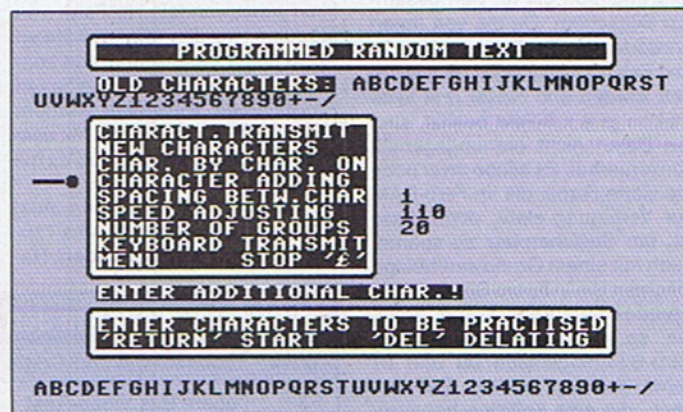 PROGRAMMED RANDOM TEXT
OLD CHARACTERS: ABCDEFGHIJKLMNOPQRST
UVWXYZ1234567890+-/
CHARACT.TRANSMIT
NEW CHARACTERS
CHAR. BY CHAR. ON
CHARACTER ADDING
SPACING BETW.CHAR 1
SPEED ADJUSTING 110
NUMBER OF GROUPS 20
KEYBOARD TRANSMIT
MENU STOP '£'
ENTER ADDITIONAL CHAR.!
ENTER CHARACTERS TO BE PRACTISED
'RETURN' START 'DEL' DELATING
ABCDEFGHIJKLMNOPQRSTUVWXYZ1234567890+-/